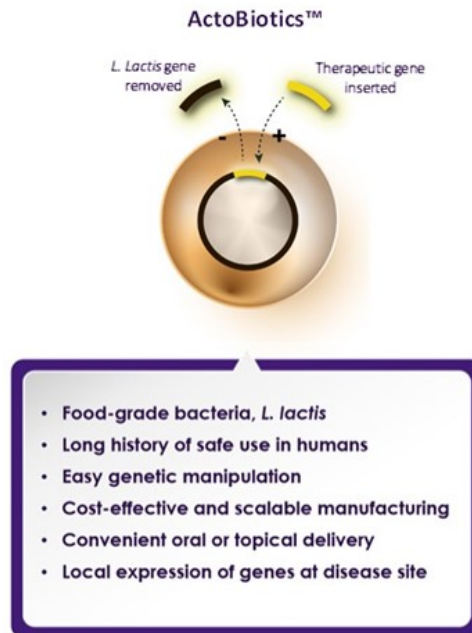 ActoBiotics™
L. Lactis gene
removed
Therapeutic gene
inserted
- +
• Food-grade bacteria, L. lactis
• Long history of safe use in humans
• Easy genetic manipulation
• Cost-effective and scalable manufacturing
• Convenient oral or topical delivery
• Local expression of genes at disease site